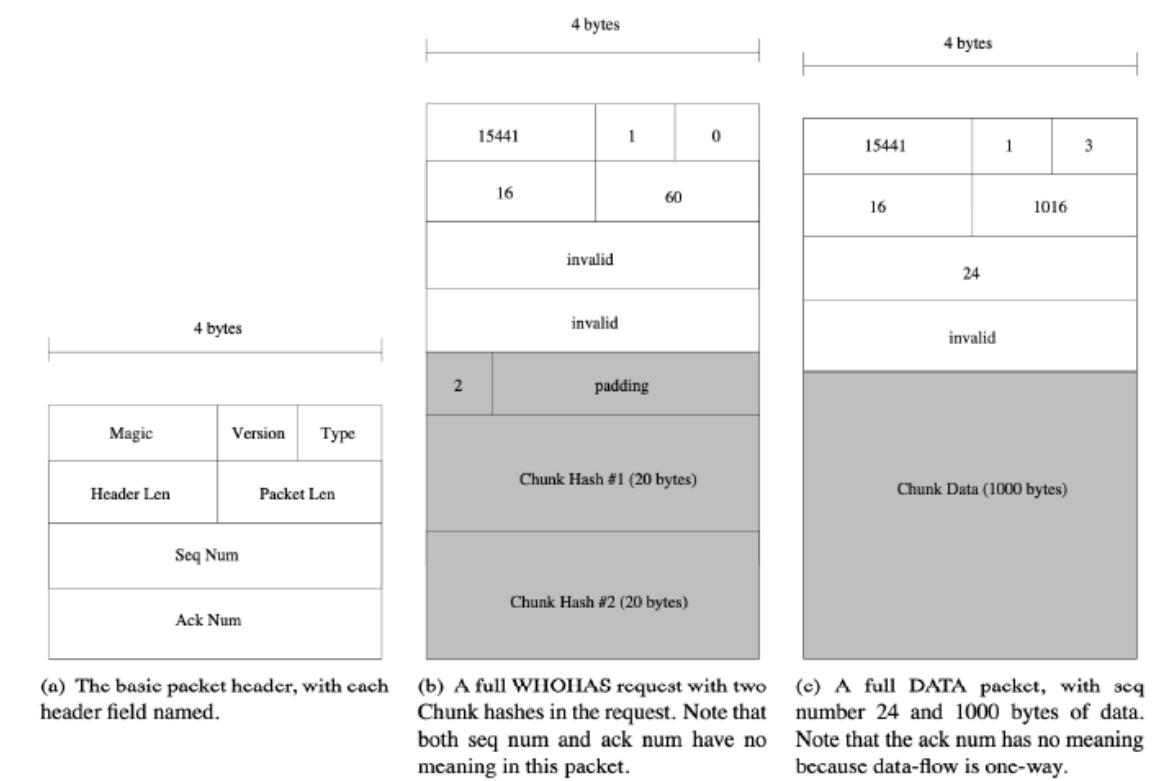 4 bytes
Magic Version Type
Header Len Packet Len
Seq Num
Ack Num
(a) The basic packet header, with each
header field named.
4 bytes
15441 1 0
16 60
invalid
invalid
2 padding
Chunk Hash #1 (20 bytes)
Chunk Hash #2 (20 bytes)
(b) A full WHOHAS request with two
Chunk hashes in the request. Note that
both seq num and ack num have no
meaning in this packet.
4 bytes
15441 1 3
16 1016
24
invalid
Chunk Data (1000 bytes)
(c) A full DATA packet, with seq
number 24 and 1000 bytes of data.
Note that the ack num has no meaning
because data-flow is one-way.